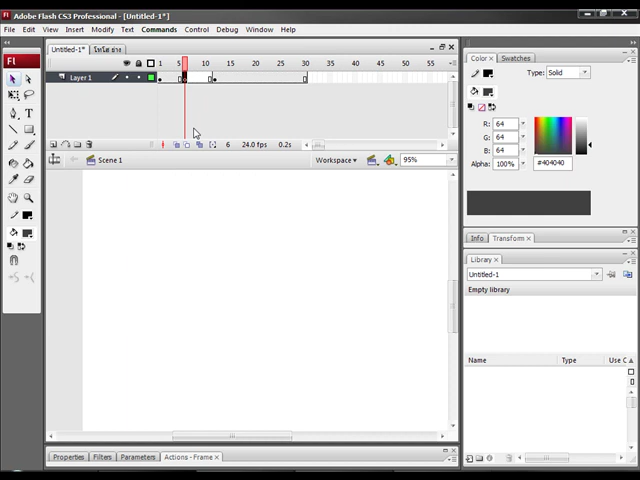 Adobe Flash CS3 Professional - [Untitled-1*]
File Edit View Insert Modify Text Commands Control Debug Window Help
Untitled-1*
1 5 10 15 20 25 30 35 40 45 50 55
Layer 1
6 24.0 fps 0.2s
Scene 1 Workspace 95%
Color Swatches
Type: Solid
R: 64
G: 64
B: 64
Alpha: 100% #404040
Info Transform
Library
Untitled-1
Empty library
Name Type Use C
Properties Filters Parameters Actions - Frame
Fl